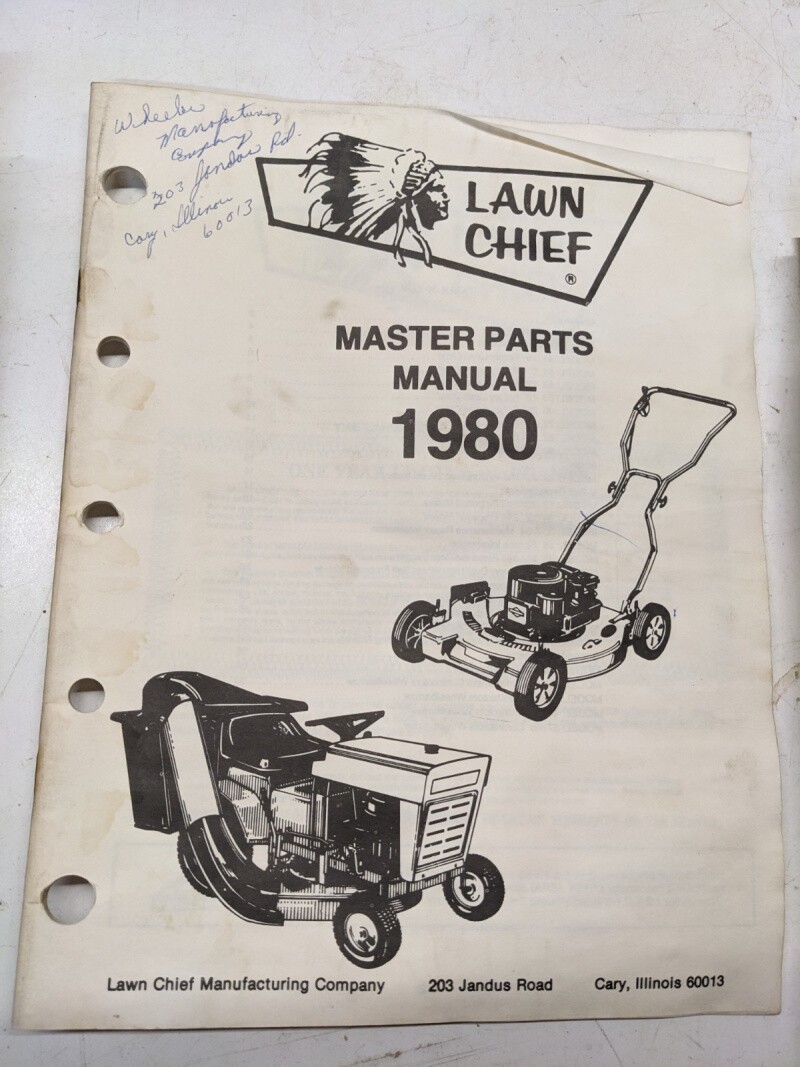 Wheeler
Manufacturing
Company
203 Jandus Rd.
Cary, Illinois
60013
LAWN
CHIEF
®
MASTER PARTS
MANUAL
1980
Lawn Chief Manufacturing Company 203 Jandus Road Cary, Illinois 60013